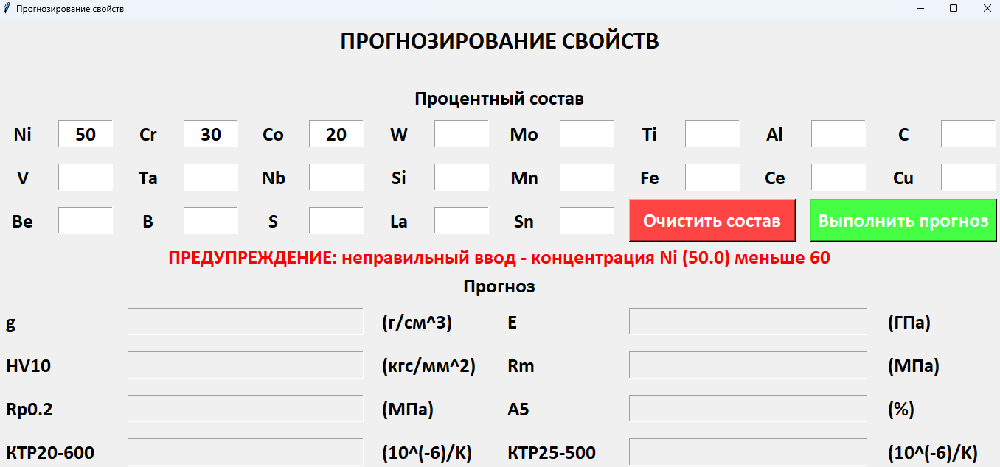 Прогнозирование свойств
ПРОГНОЗИРОВАНИЕ СВОЙСТВ
Процентный состав
Ni 50 Cr 30 Co 20 W Mo Ti Al C
V Ta Nb Si Mn Fe Ce Cu
Be B S La Sn Очистить состав Выполнить прогноз
ПРЕДУПРЕЖДЕНИЕ: неправильный ввод - концентрация Ni (50.0) меньше 60
Прогноз
g (г/см^3) E (ГПа)
HV10 (кгс/мм^2) Rm (МПа)
Rp0.2 (МПа) A5 (%)
КТР20-600 (10^(-6)/K) КТР25-500 (10^(-6)/K)